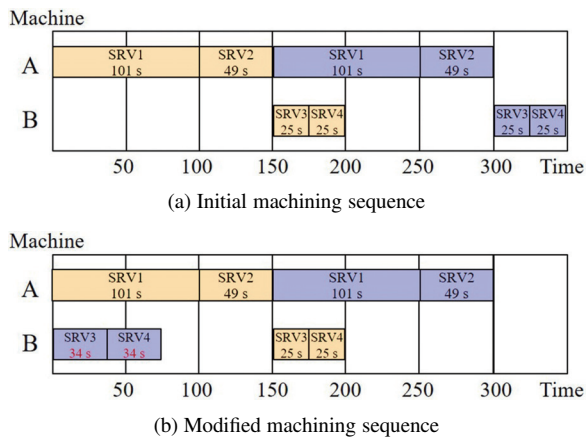 Machine
A
SRV1 SRV2 SRV1 SRV2
101 s 49 s 101 s 49 s
B
SRV3 SRV4 SRV3 SRV4
25 s 25 s 25 s 25 s
50 100 150 200 250 300 Time
(a) Initial machining sequence
Machine
A
SRV1 SRV2 SRV1 SRV2
101 s 49 s 101 s 49 s
B
SRV3 SRV4 SRV3 SRV4
34 s 34 s 25 s 25 s
50 100 150 200 250 300 Time
(b) Modified machining sequence